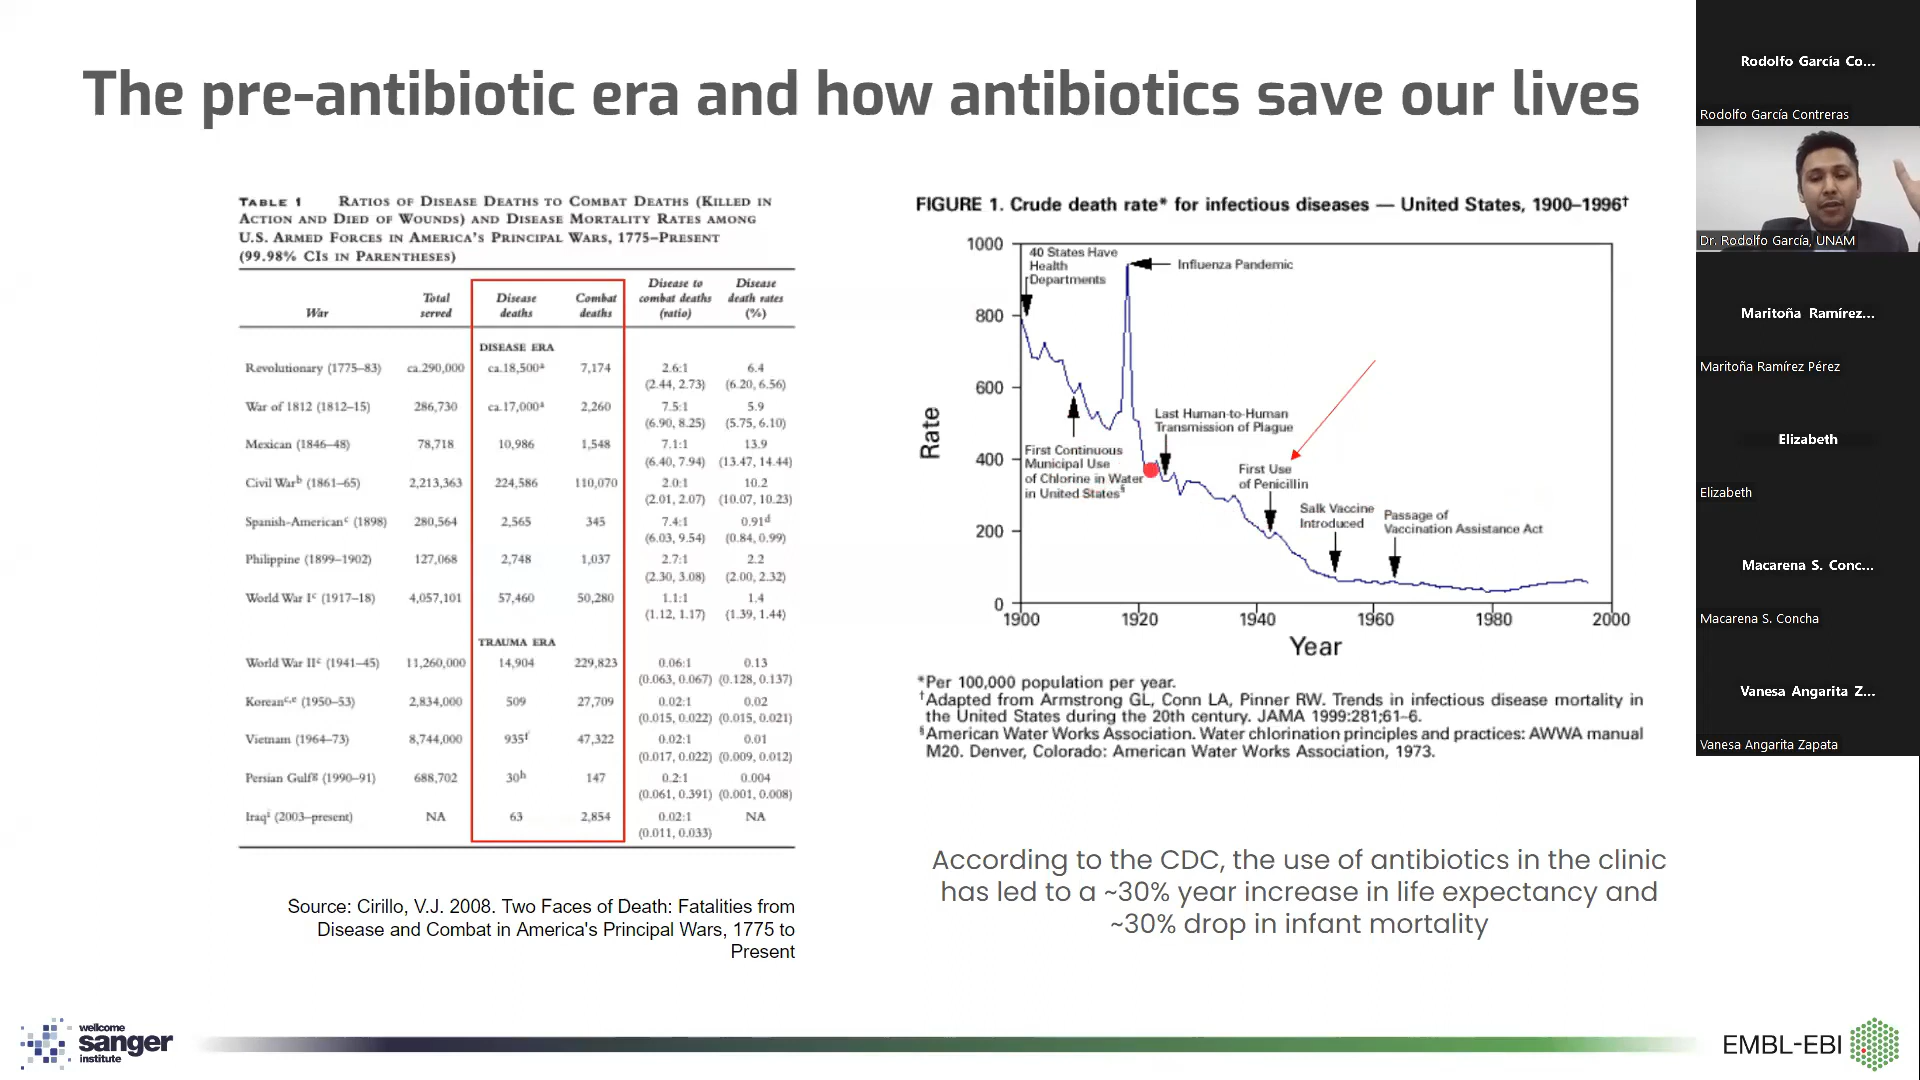 The pre-antibiotic era and how antibiotics save our lives
TABLE 1 RATIOS OF DISEASE DEATHS TO COMBAT DEATHS (KILLED IN
ACTION AND DIED OF WOUNDS) AND DISEASE MORTALITY RATES AMONG
U.S. ARMED FORCES IN AMERICA'S PRINCIPAL WARS, 1775–PRESENT
(99.98% CIS IN PARENTHESES)
War Total served Disease deaths Combat deaths Disease to combat deaths (ratio) Disease death rates (%)
DISEASE ERA
Revolutionary (1775–83) ca.290,000 ca.18,500ᵃ 7,174 2.6:1 6.4
(2.44, 2.73) (6.20, 6.56)
War of 1812 (1812–15) 286,730 ca.17,000ᵃ 2,260 7.5:1 5.9
(6.90, 8.25) (5.75, 6.10)
Mexican (1846–48) 78,718 10,986 1,548 7.1:1 13.9
(6.40, 7.94) (13.47, 14.44)
Civil Warᵇ (1861–65) 2,213,363 224,586 110,070 2.0:1 10.2
(2.01, 2.07) (10.07, 10.23)
Spanish-Americanᶜ (1898) 280,564 2,565 345 7.4:1 0.91ᵈ
(6.03, 9.54) (0.84, 0.99)
Philippine (1899–1902) 127,068 2,748 1,037 2.7:1 2.2
(2.30, 3.08) (2.00, 2.32)
World War Iᶜ (1917–18) 4,057,101 57,460 50,280 1.1:1 1.4
(1.12, 1.17) (1.39, 1.44)
TRAUMA ERA
World War IIᶜ (1941–45) 11,260,000 14,904 229,823 0.06:1 0.13
(0.063, 0.067) (0.128, 0.137)
Koreanᶜ,ᵉ (1950–53) 2,834,000 509 27,709 0.02:1 0.02
(0.015, 0.022) (0.015, 0.021)
Vietnam (1964–73) 8,744,000 935ᶠ 47,322 0.02:1 0.01
(0.017, 0.022) (0.009, 0.012)
Persian Gulfᵍ (1990–91) 688,702 30ʰ 147 0.2:1 0.004
(0.061, 0.391) (0.001, 0.008)
Iraqⁱ (2003–present) NA 63 2,854 0.02:1 NA
(0.011, 0.033)
Source: Cirillo, V.J. 2008. Two Faces of Death: Fatalities from
Disease and Combat in America's Principal Wars, 1775 to
Present
FIGURE 1. Crude death rate* for infectious diseases — United States, 1900–1996†
Rate
1000
800
600
400
200
0
40 States Have
Health
Departments
Influenza Pandemic
Last Human-to-Human
Transmission of Plague
First Continuous
Municipal Use
of Chlorine in Water
in United States§
First Use
of Penicillin
Salk Vaccine
Introduced
Passage of
Vaccination Assistance Act
1900 1920 1940 1960 1980 2000
Year
*Per 100,000 population per year.
†Adapted from Armstrong GL, Conn LA, Pinner RW. Trends in infectious disease mortality in
the United States during the 20th century. JAMA 1999:281;61–6.
§American Water Works Association. Water chlorination principles and practices: AWWA manual
M20. Denver, Colorado: American Water Works Association, 1973.
According to the CDC, the use of antibiotics in the clinic
has led to a ~30% year increase in life expectancy and
~30% drop in infant mortality
wellcome
sanger
institute
EMBL-EBI
Rodolfo García Co...
Rodolfo García Contreras
Dr. Rodolfo García, UNAM
Maritoña Ramírez...
Maritoña Ramírez Pérez
Elizabeth
Elizabeth
Macarena S. Conc...
Macarena S. Concha
Vanesa Angarita Z...
Vanesa Angarita Zapata